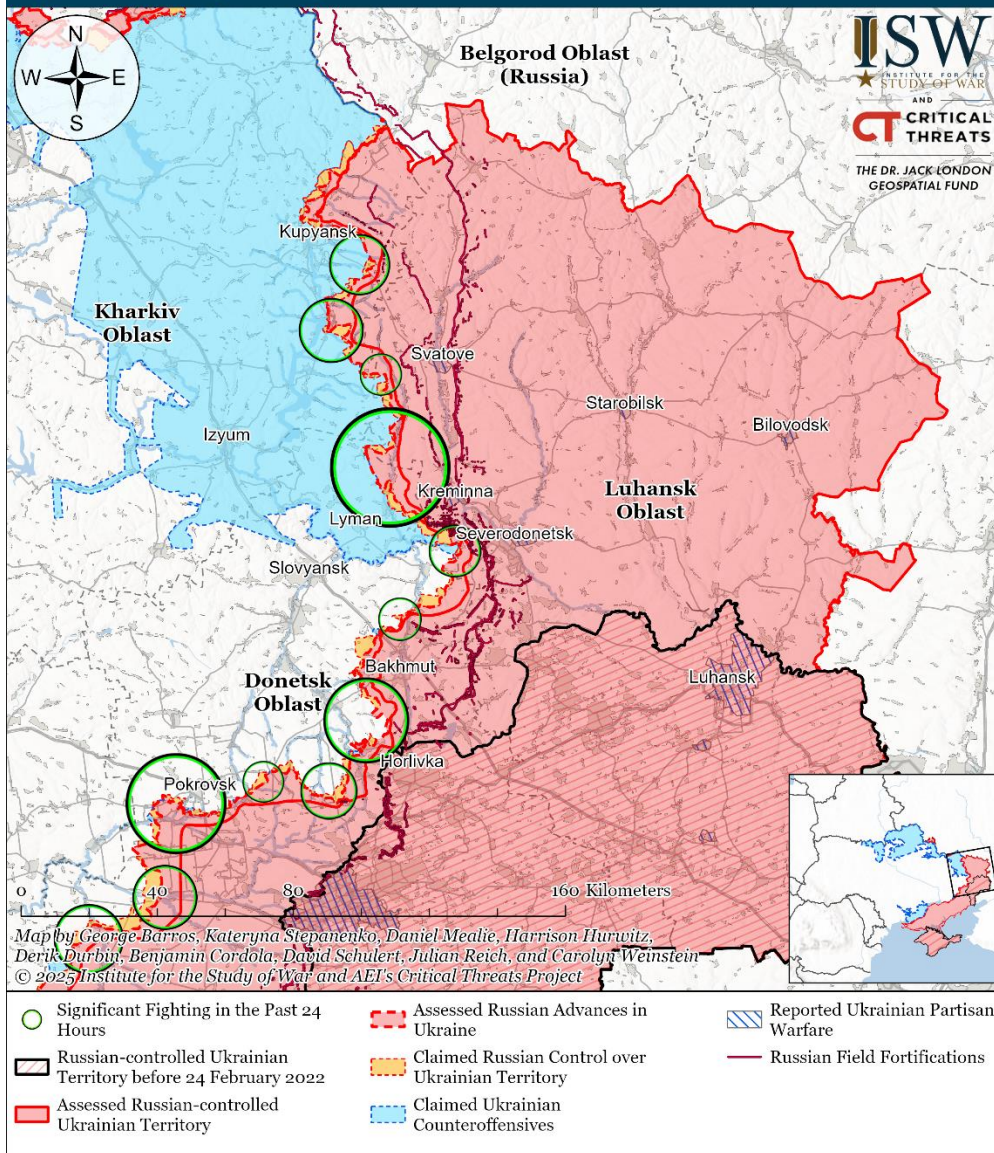 N
W E
S
Belgorod Oblast
(Russia)
ISW
INSTITUTE FOR THE
STUDY OF WAR
AND
CT CRITICAL
THREATS
THE DR. JACK LONDON
GEOSPATIAL FUND
Kupyansk
Kharkiv
Oblast
Svatove
Starobilsk
Bilovodsk
Izyum
Kreminna
Luhansk
Oblast
Lyman
Severodonetsk
Slovyansk
Bakhmut
Luhansk
Donetsk
Oblast
Horlivka
Pokrovsk
0 40 80 160 Kilometers
Map by George Barros, Kateryna Stepanenko, Daniel Mealie, Harrison Hurwitz,
Derik Durbin, Benjamin Cordola, David Schulert, Julian Reich, and Carolyn Weinstein
© 2025 Institute for the Study of War and AEI's Critical Threats Project
Significant Fighting in the Past 24
Hours
Russian-controlled Ukrainian
Territory before 24 February 2022
Assessed Russian-controlled
Ukrainian Territory
Assessed Russian Advances in
Ukraine
Claimed Russian Control over
Ukrainian Territory
Claimed Ukrainian
Counteroffensives
Reported Ukrainian Partisan
Warfare
Russian Field Fortifications